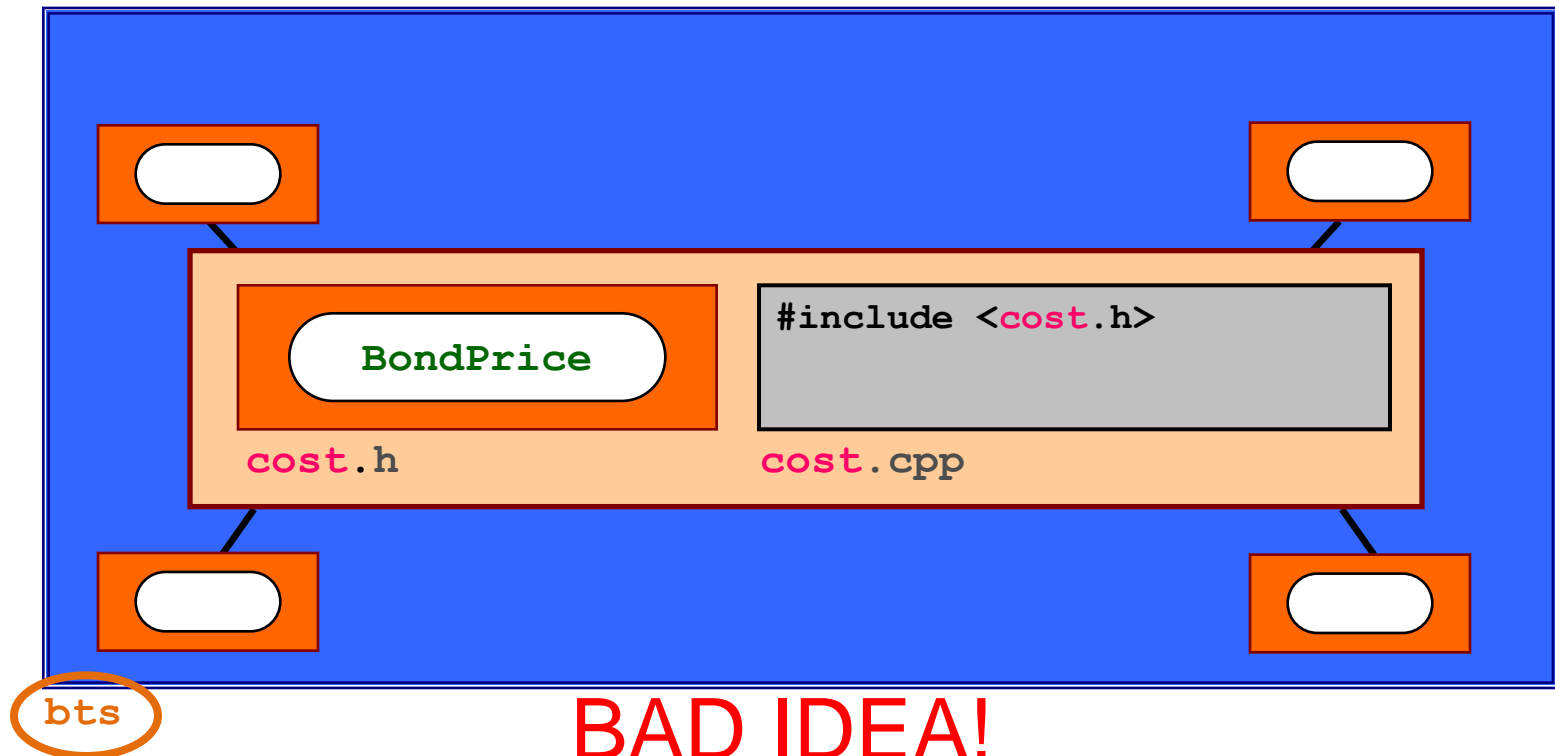 #include <cost.h>
BondPrice
cost.h
cost.cpp
bts
BAD IDEA!